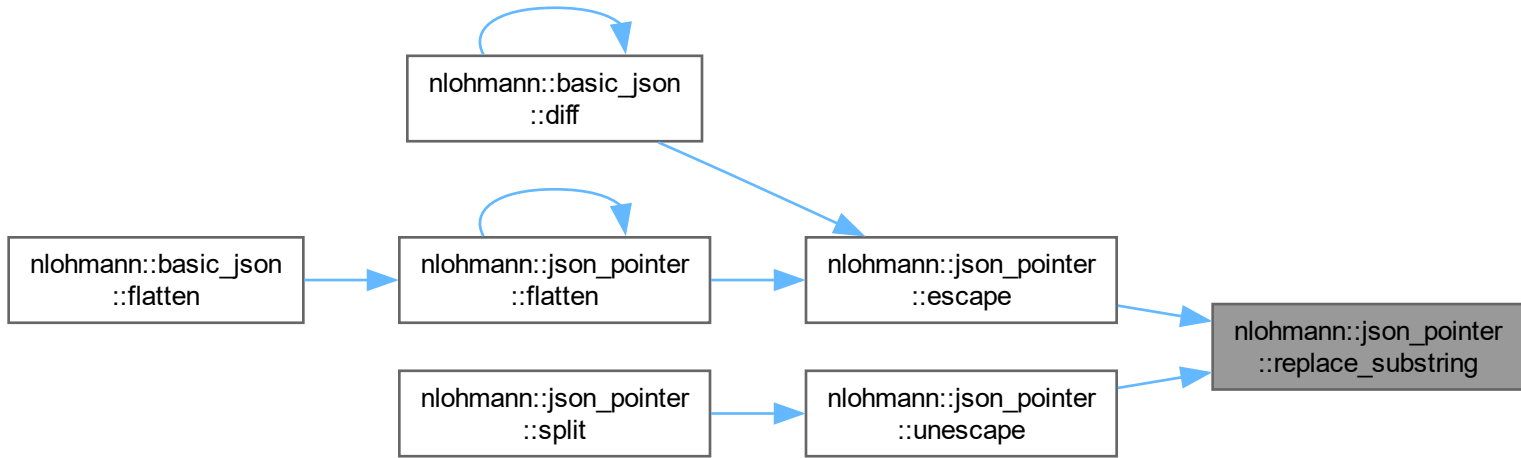 nlohmann::basic_json
::diff
nlohmann::basic_json
::flatten
nlohmann::json_pointer
::flatten
nlohmann::json_pointer
::escape
nlohmann::json_pointer
::replace_substring
nlohmann::json_pointer
::split
nlohmann::json_pointer
::unescape